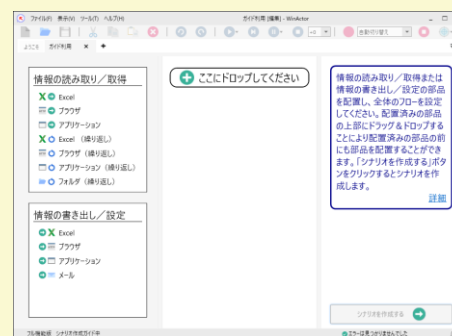 ファイル(F) 表示(V) ツール(T) ヘルプ(H)
ガイド利用 [編集] - WinActor
自動切り替え
ようこそ ガイド利用
情報の読み取り／取得
Excel
ブラウザ
アプリケーション
Excel （繰り返し）
ブラウザ （繰り返し）
アプリケーション （繰り返し）
フォルダ （繰り返し）
情報の書き出し／設定
Excel
ブラウザ
アプリケーション
メール
ここにドロップしてください
情報の読み取り／取得または
情報の書き出し／設定の部品
を配置し、全体のフローを設定
してください。配置済みの部品
の上部にドラッグ＆ドロップする
ことにより配置済みの部品の前
にも部品を配置することができ
ます。「シナリオを作成する」ボタ
ンをクリックするとシナリオを作
成します。
詳細
シナリオを作成する
フル機能版 シナリオ作成ガイド中
エラーは見つかりませんでした